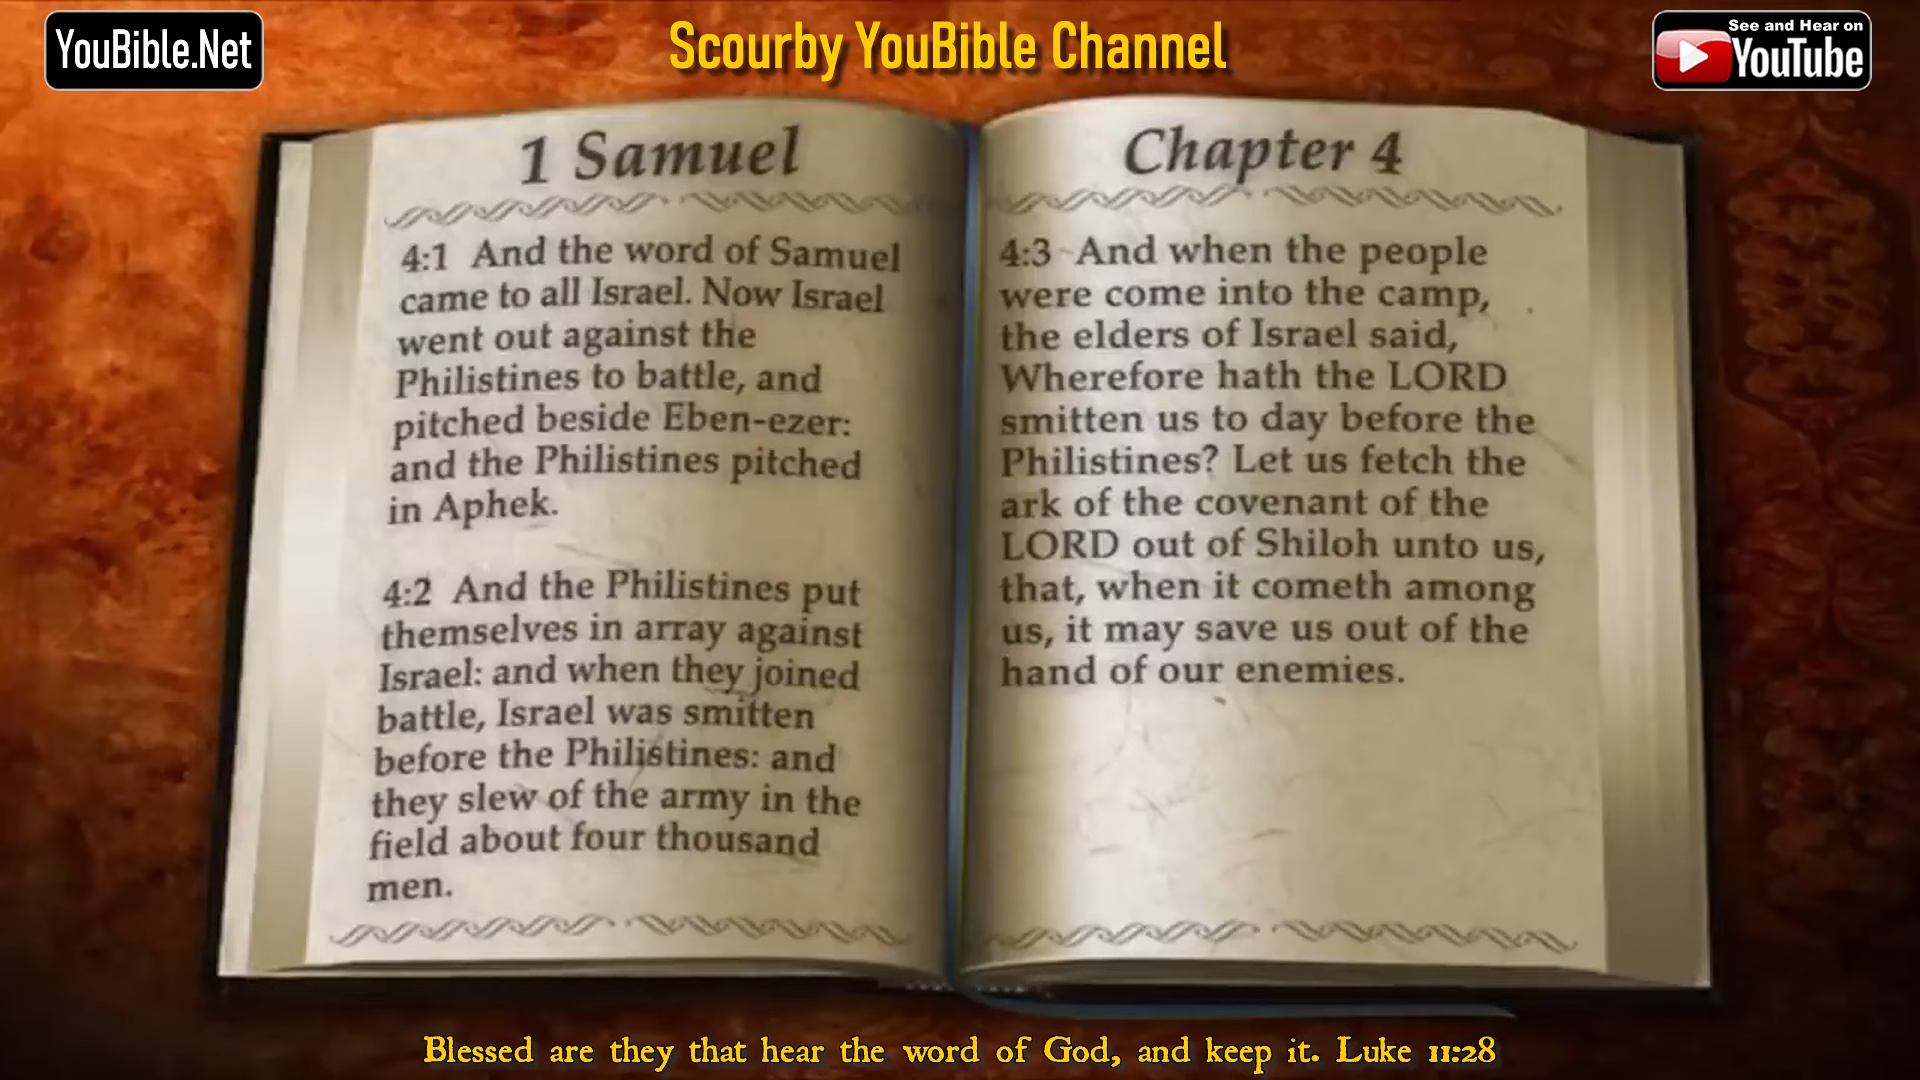 YouBible.Net
Scourby YouBible Channel
See and Hear on
YouTube
1 Samuel
4:1 And the word of Samuel
came to all Israel. Now Israel
went out against the
Philistines to battle, and
pitched beside Eben-ezer:
and the Philistines pitched
in Aphek.
4:2 And the Philistines put
themselves in array against
Israel: and when they joined
battle, Israel was smitten
before the Philistines: and
they slew of the army in the
field about four thousand
men.
Chapter 4
4:3 And when the people
were come into the camp,
the elders of Israel said,
Wherefore hath the LORD
smitten us to day before the
Philistines? Let us fetch the
ark of the covenant of the
LORD out of Shiloh unto us,
that, when it cometh among
us, it may save us out of the
hand of our enemies.
Blessed are they that hear the word of God, and keep it. Luke 11:28